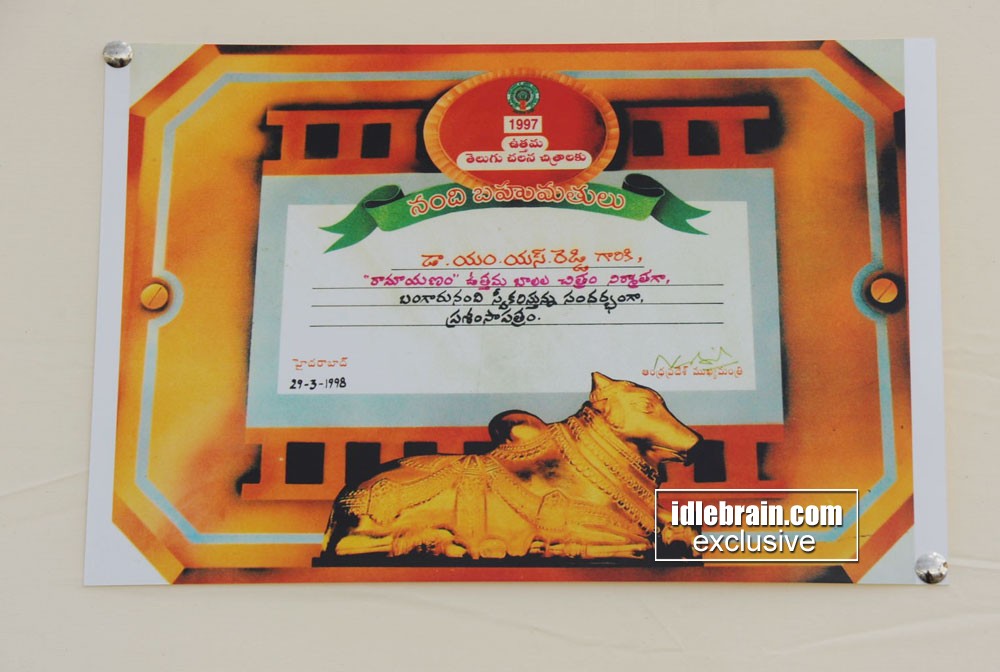 1997
ఉత్తమ
తెలుగు చలన చిత్రాలకు
నంది బహుమతులు
డా. యం. యస్. రెడ్డి గారికి,
"రామాయణం" ఉత్తమ బాలల చిత్రం నిర్మాతగా,
బంగారునంది స్వీకరిస్తున్న సందర్భంగా,
ప్రశంసాపత్రం.
హైదరాబాద్
29-3-1998
ఆంధ్రప్రదేశ్ ముఖ్యమంత్రి
idlebrain.com
exclusive